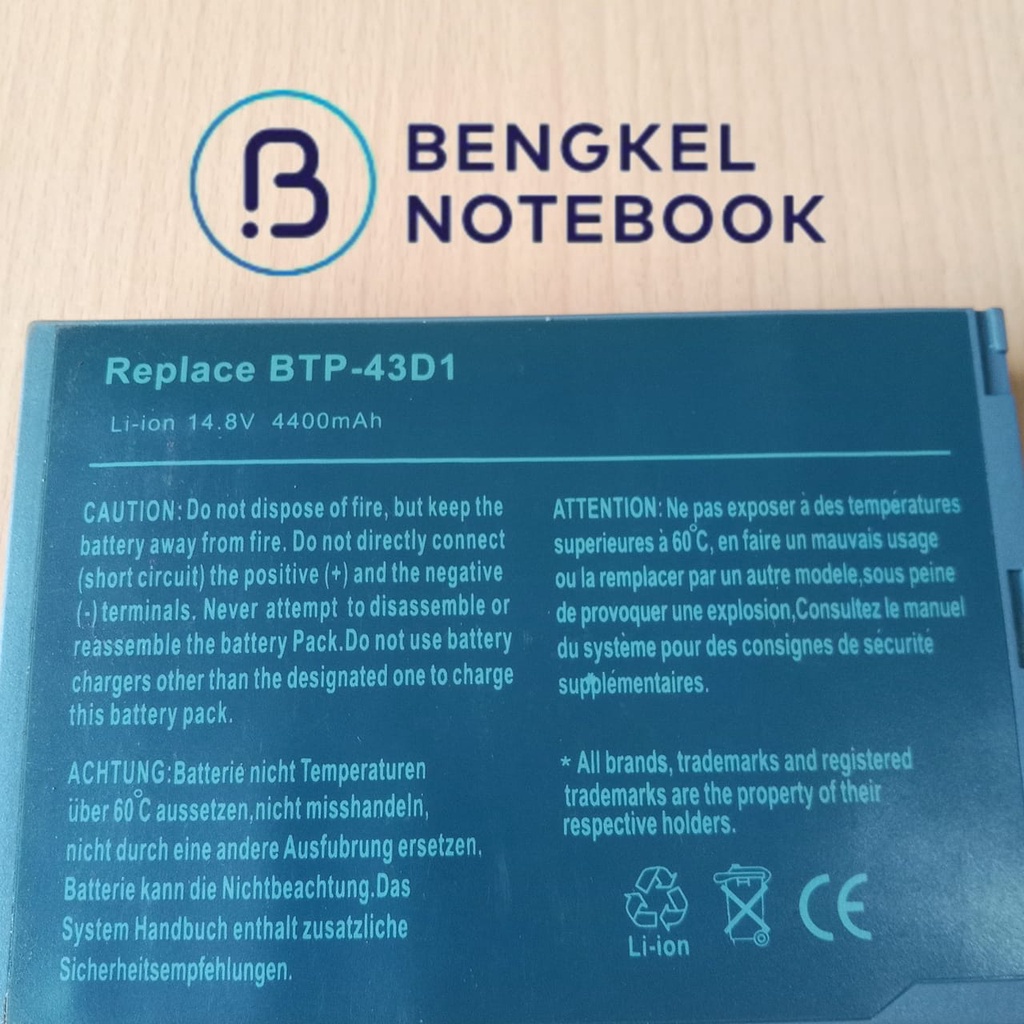 BENGKEL
NOTEBOOK
Replace BTP-43D1
Li-ion 14.8V 4400mAh
CAUTION: Do not dispose of fire, but keep the
battery away from fire. Do not directly connect
(short circuit) the positive (+) and the negative
(-) terminals. Never attempt to disassemble or
reassemble the battery Pack.Do not use battery
chargers other than the designated one to charge
this battery pack.
ACHTUNG:Batterie nicht Temperaturen
über 60°C aussetzen,nicht misshandeln,
nicht durch eine andere Ausfubrung ersetzen,
Batterie kann die Nichtbeachtung.Das
System Handbuch enthalt zusatzliche
Sicherheitsempfehlungen.
ATTENTION: Ne pas exposer à des températures
superieures à 60°C, en faire un mauvais usage
ou la remplacer par un autre modele,sous peine
de provoquer une explosion,Consultez le manuel
du système pour des consignes de sécurité
supplémentaires.
* All brands, trademarks and registered
trademarks are the property of their
respective holders.
Li-ion
CE